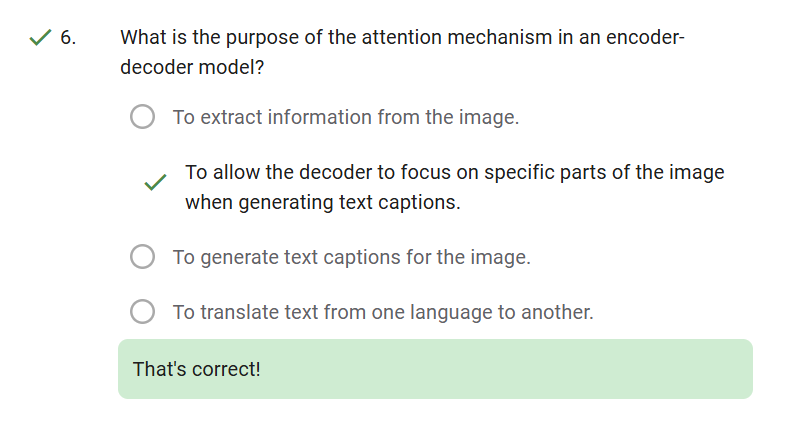 6. What is the purpose of the attention mechanism in an encoder-
decoder model?
To extract information from the image.
To allow the decoder to focus on specific parts of the image
when generating text captions.
To generate text captions for the image.
To translate text from one language to another.
That's correct!